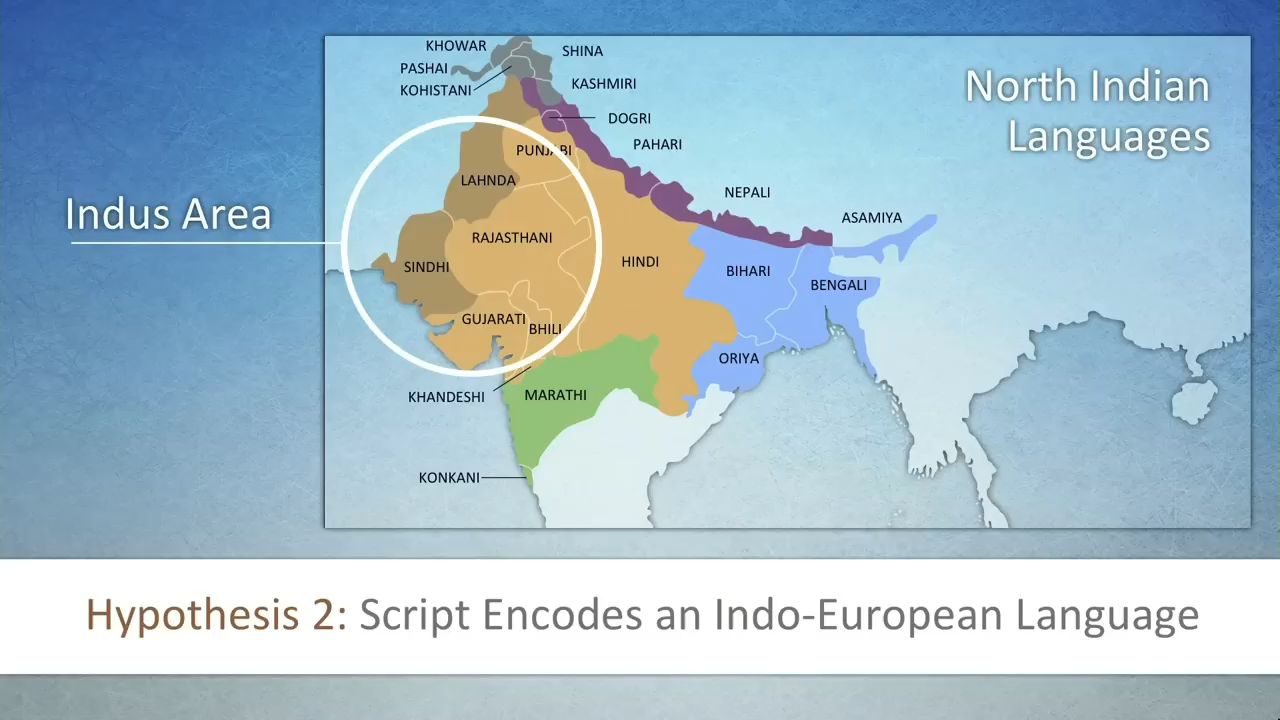 North Indian
Languages
Indus Area
KHOWAR
SHINA
PASHAI
KOHISTANI
KASHMIRI
DOGRI
PAHARI
PUNJABI
LAHNDA
NEPALI
ASAMIYA
RAJASTHANI
HINDI
SINDHI
BIHARI
BENGALI
GUJARATI
BHILI
ORIYA
KHANDESHI
MARATHI
KONKANI
Hypothesis 2: Script Encodes an Indo-European Language